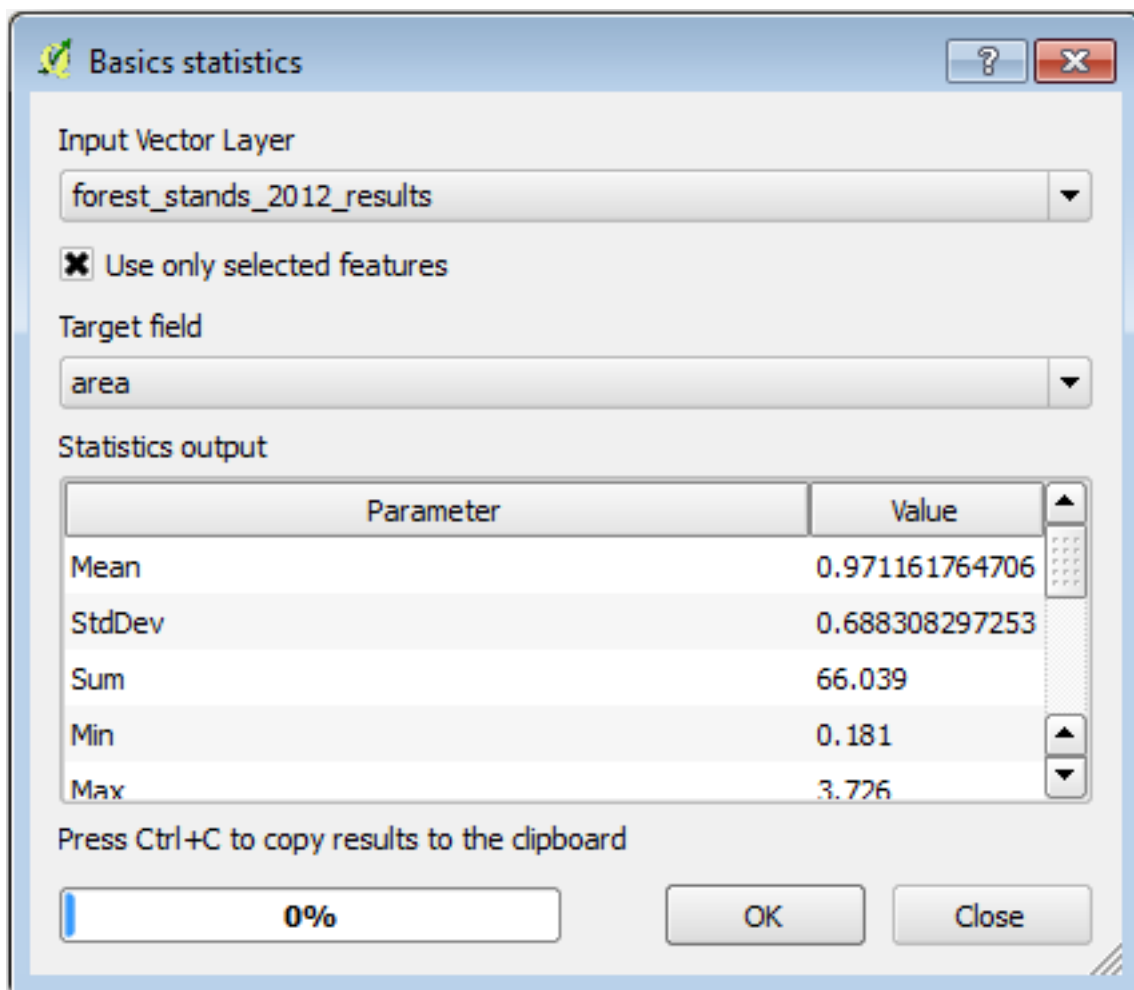 Basics statistics
Input Vector Layer
forest_stands_2012_results
Use only selected features
Target field
area
Statistics output
Parameter Value
Mean 0.971161764706
StdDev 0.688308297253
Sum 66.039
Min 0.181
Max 3.726
Press Ctrl+C to copy results to the clipboard
0% OK Close